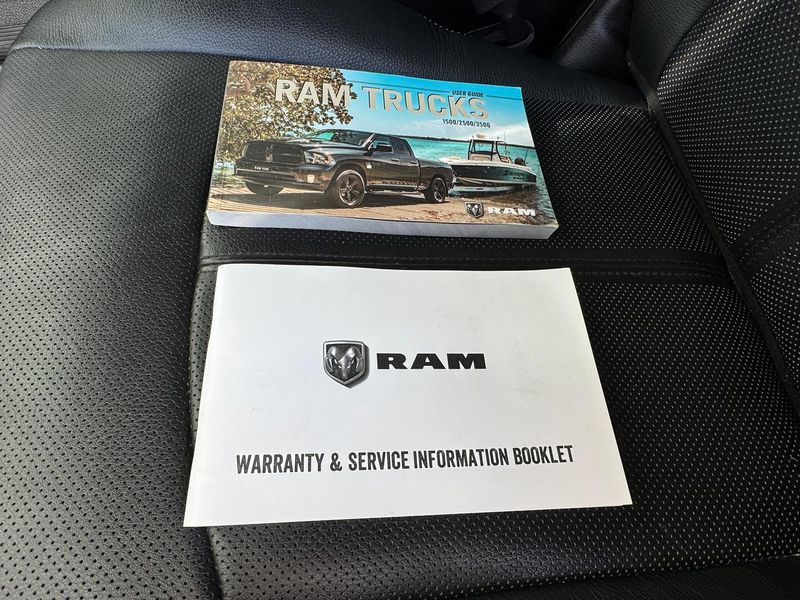 USER GUIDE
RAM TRUCKS
1500/2500/3500
RAM
RAM
WARRANTY & SERVICE INFORMATION BOOKLET